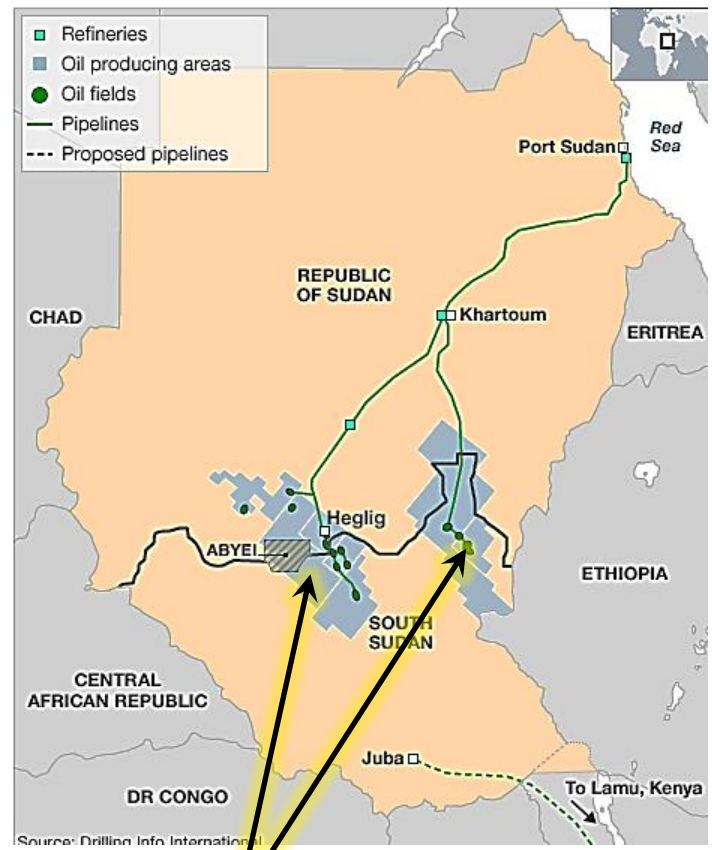 Refineries
Oil producing areas
Oil fields
Pipelines
Proposed pipelines
Red
Sea
Port Sudan
REPUBLIC
OF SUDAN
CHAD
Khartoum
ERITREA
Heglig
ABYEI
ETHIOPIA
SOUTH
SUDAN
CENTRAL
AFRICAN REPUBLIC
Juba
To Lamu, Kenya
DR CONGO
Source: Drilling Info International